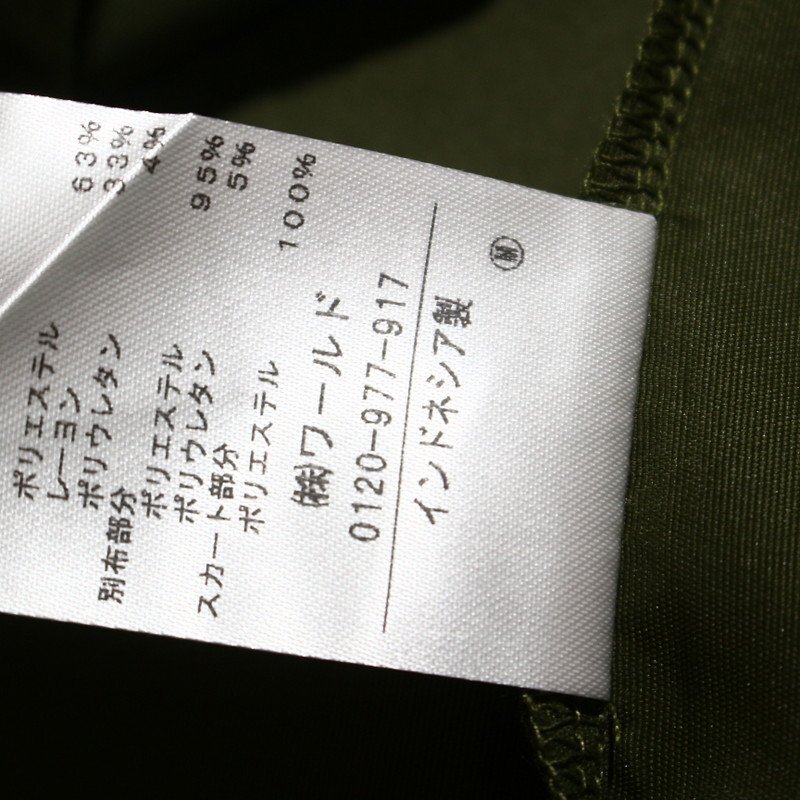 ポリエステル 63%
レーヨン 33%
ポリウレタン 4%
別布部分
ポリエステル 95%
ポリウレタン 5%
スカート部分
ポリエステル 100%
㈱ワールド
0120-977-917
インドネシア製 Ⓜ